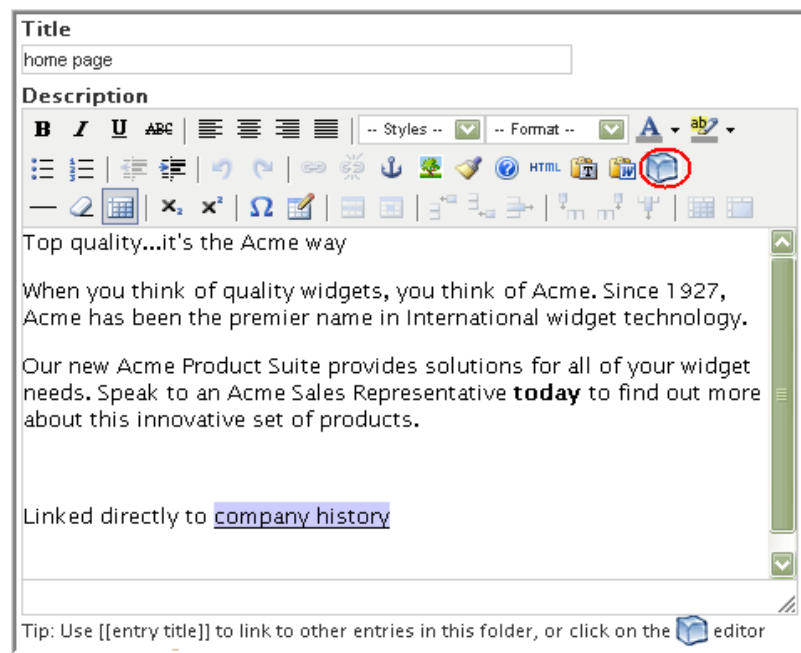 Title
home page
Description
B I U ABC -- Styles -- -- Format -- A ab
HTML T W
x₂ x² Ω
Top quality...it's the Acme way
When you think of quality widgets, you think of Acme. Since 1927,
Acme has been the premier name in International widget technology.
Our new Acme Product Suite provides solutions for all of your widget
needs. Speak to an Acme Sales Representative today to find out more
about this innovative set of products.
Linked directly to company history
Tip: Use [[entry title]] to link to other entries in this folder, or click on the editor